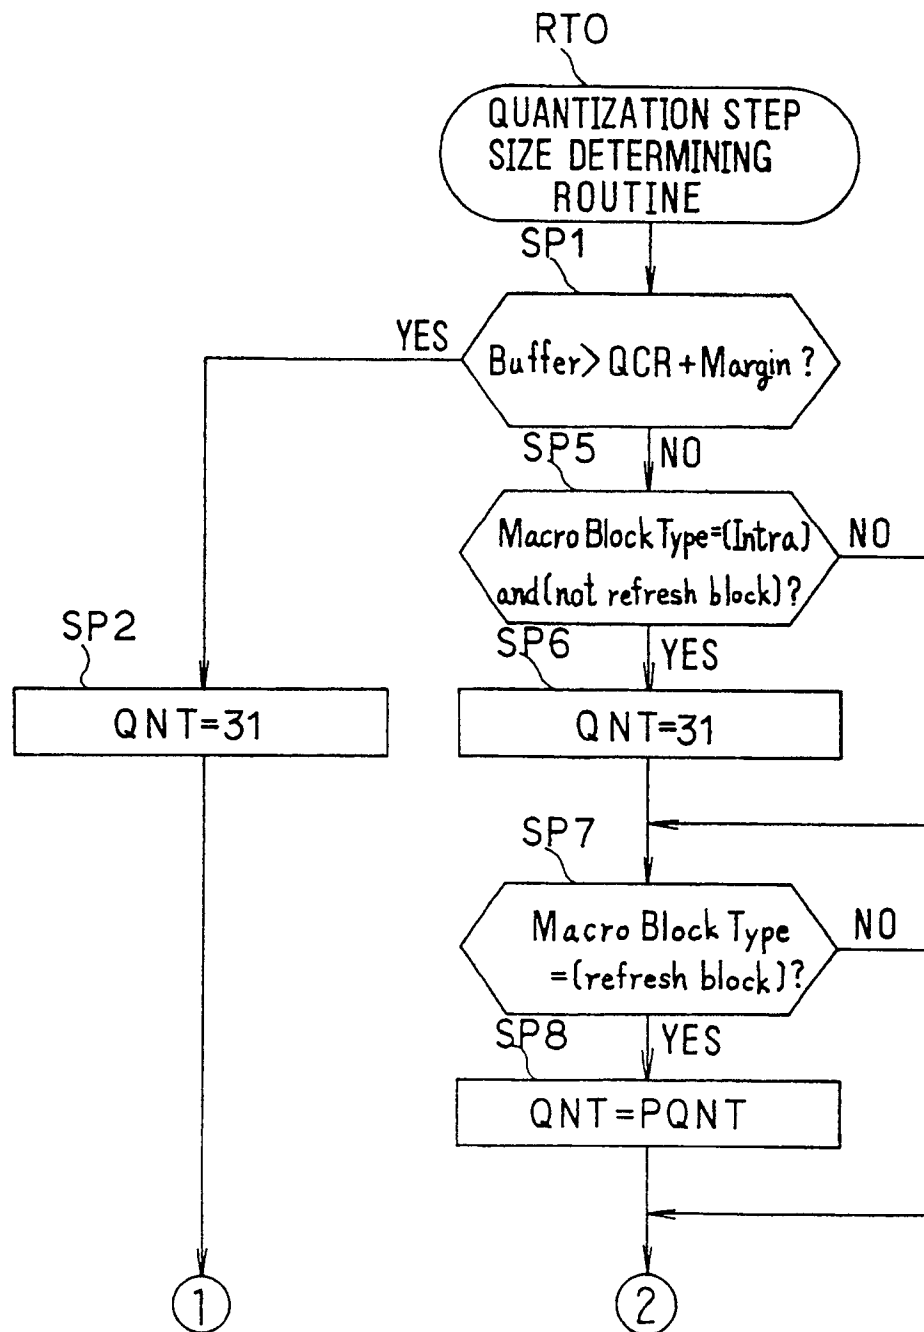 RT0
QUANTIZATION STEP
SIZE DETERMINING
ROUTINE
SP1
YES
Buffer > QCR + Margin ?
SP5
NO
Macro Block Type = (Intra)
and (not refresh block) ?
NO
SP2
SP6
YES
QNT=31
QNT=31
SP7
Macro Block Type
= (refresh block) ?
NO
SP8
YES
QNT=PQNT
1
2